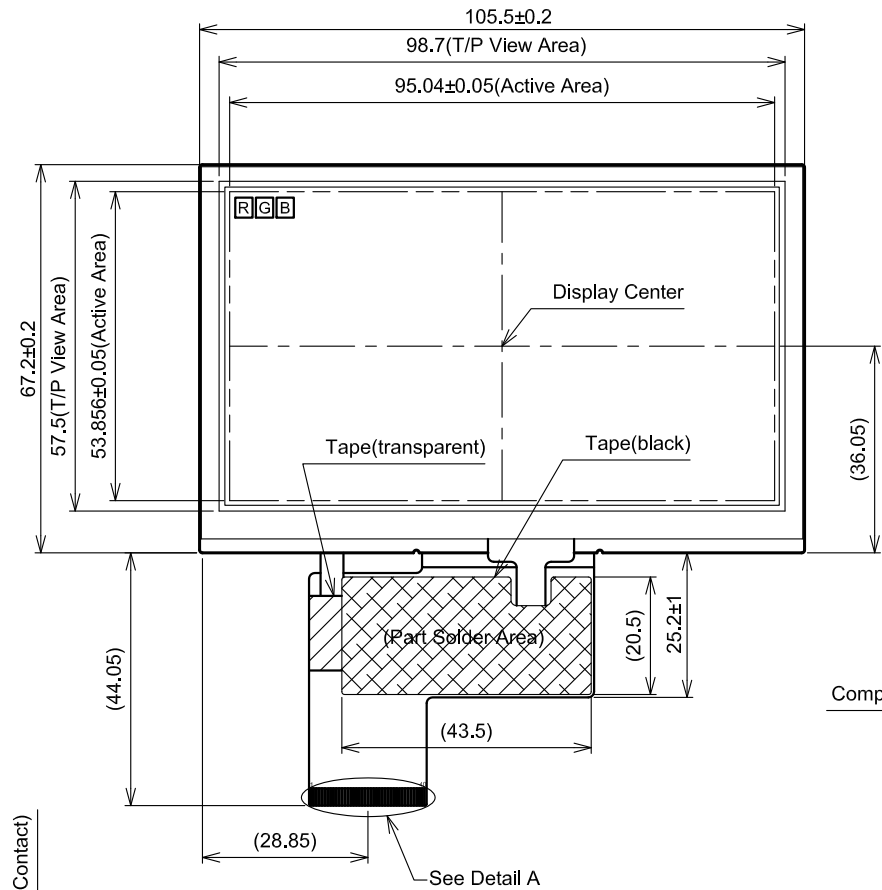 105.5±0.2
98.7(T/P View Area)
95.04±0.05(Active Area)
67.2±0.2
57.5(T/P View Area)
53.856±0.05(Active Area)
R G B
Display Center
(36.05)
Tape(transparent)
Tape(black)
(Part Solder Area)
(20.5)
25.2±1
(44.05)
(43.5)
Comp
(28.85)
See Detail A
Contact)